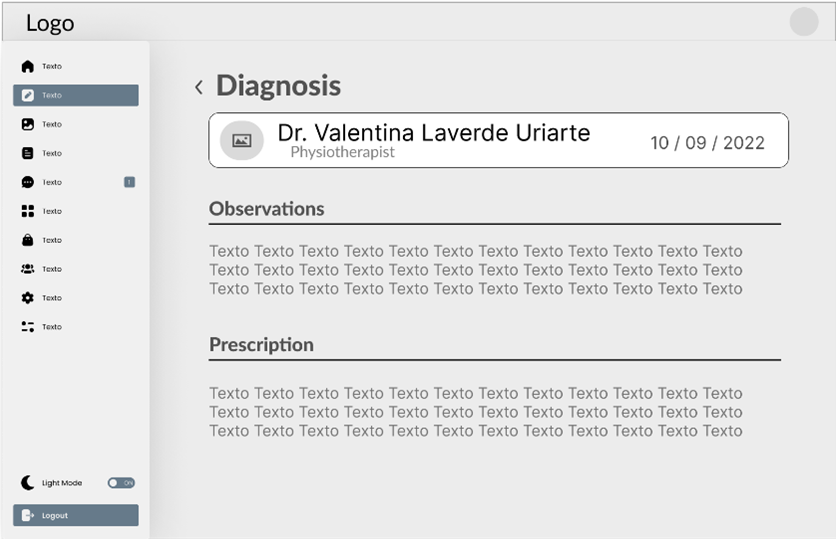 Logo
Texto
Texto
Texto
Texto
Texto 1
Texto
Texto
Texto
Texto
Texto
Light Mode ON
Logout
Diagnosis
Dr. Valentina Laverde Uriarte
Physiotherapist
10 / 09 / 2022
Observations
Texto Texto Texto Texto Texto Texto Texto Texto Texto Texto Texto Texto
Texto Texto Texto Texto Texto Texto Texto Texto Texto Texto Texto Texto
Texto Texto Texto Texto Texto Texto Texto Texto Texto Texto Texto Texto
Prescription
Texto Texto Texto Texto Texto Texto Texto Texto Texto Texto Texto Texto
Texto Texto Texto Texto Texto Texto Texto Texto Texto Texto Texto Texto
Texto Texto Texto Texto Texto Texto Texto Texto Texto Texto Texto Texto